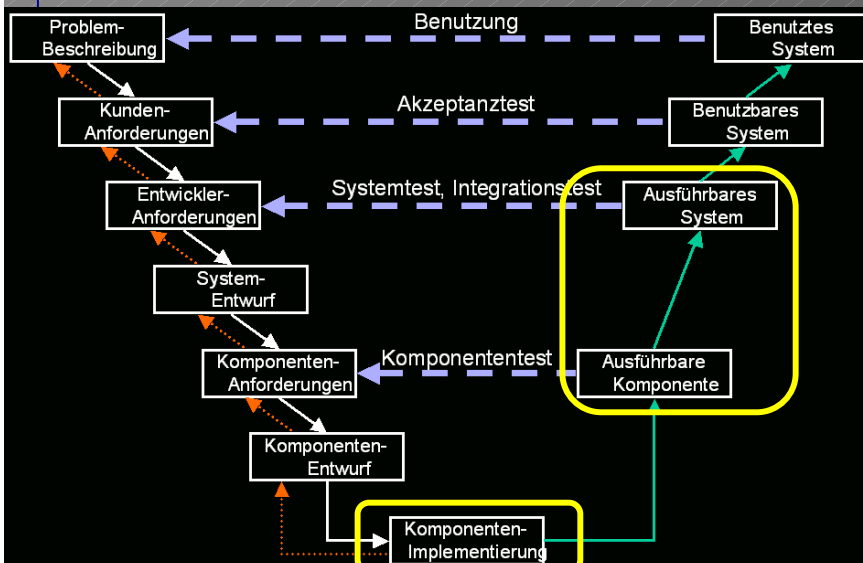 Problem-
Beschreibung
Benutzung
Benutztes
System
Kunden-
Anforderungen
Akzeptanztest
Benutzbares
System
Entwickler-
Anforderungen
Systemtest, Integrationstest
Ausführbares
System
System-
Entwurf
Komponenten-
Anforderungen
Komponententest
Ausführbare
Komponente
Komponenten-
Entwurf
Komponenten-
Implementierung